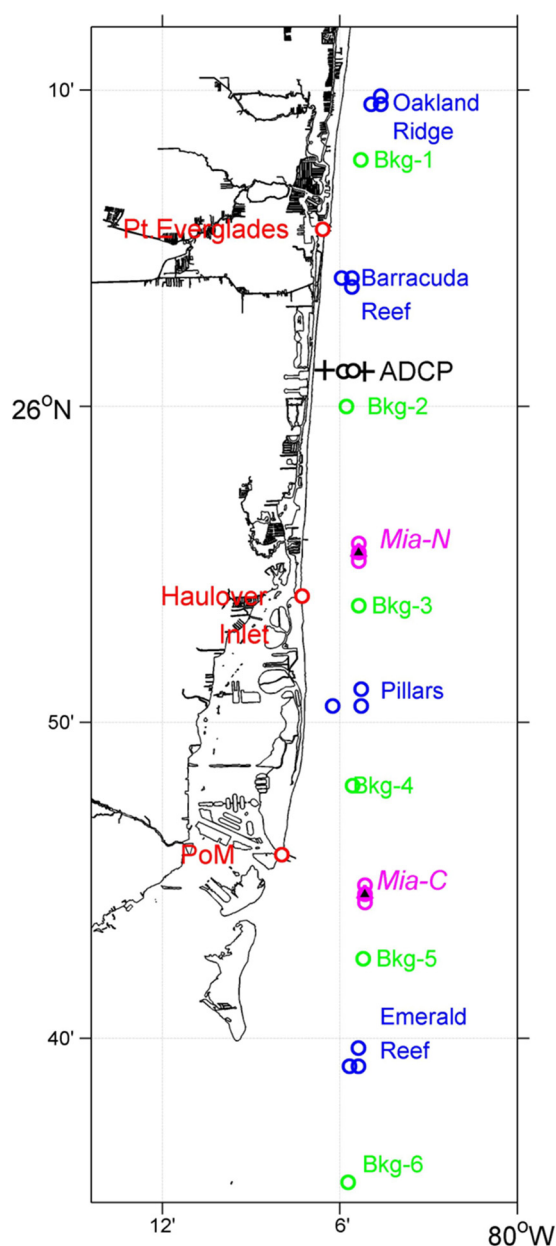 10'
Oakland
Ridge
Bkg-1
Pt.Everglades
Barracuda
Reef
ADCP
26°N
Bkg-2
Mia-N
Haulover
Inlet
Bkg-3
Pillars
50'
Bkg-4
PoM
Mia-C
Bkg-5
Emerald
Reef
40'
Bkg-6
12'
6'
80°W